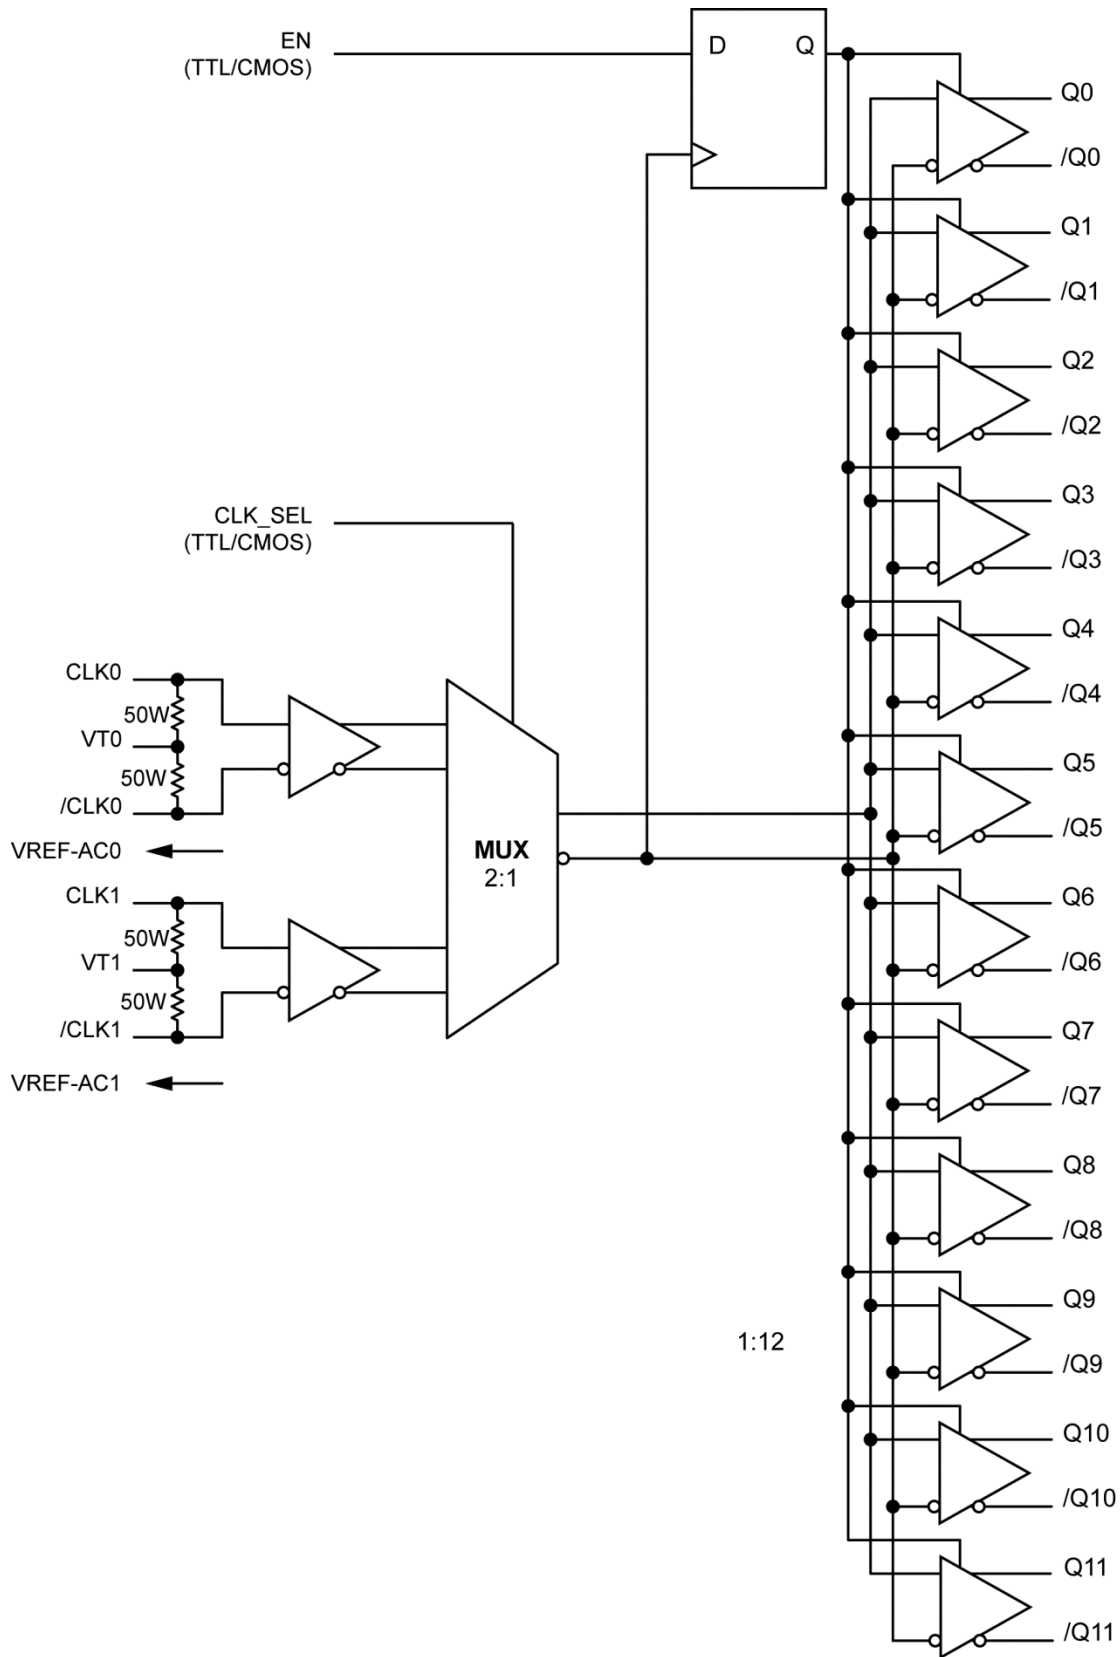 EN
(TTL/CMOS)
D
Q
Q0
/Q0
Q1
/Q1
Q2
/Q2
Q3
/Q3
CLK_SEL
(TTL/CMOS)
Q4
/Q4
CLK0
50W
VT0
50W
/CLK0
VREF-AC0
MUX
2:1
Q5
/Q5
CLK1
50W
VT1
50W
/CLK1
VREF-AC1
Q6
/Q6
Q7
/Q7
Q8
/Q8
Q9
1:12
/Q9
Q10
/Q10
Q11
/Q11